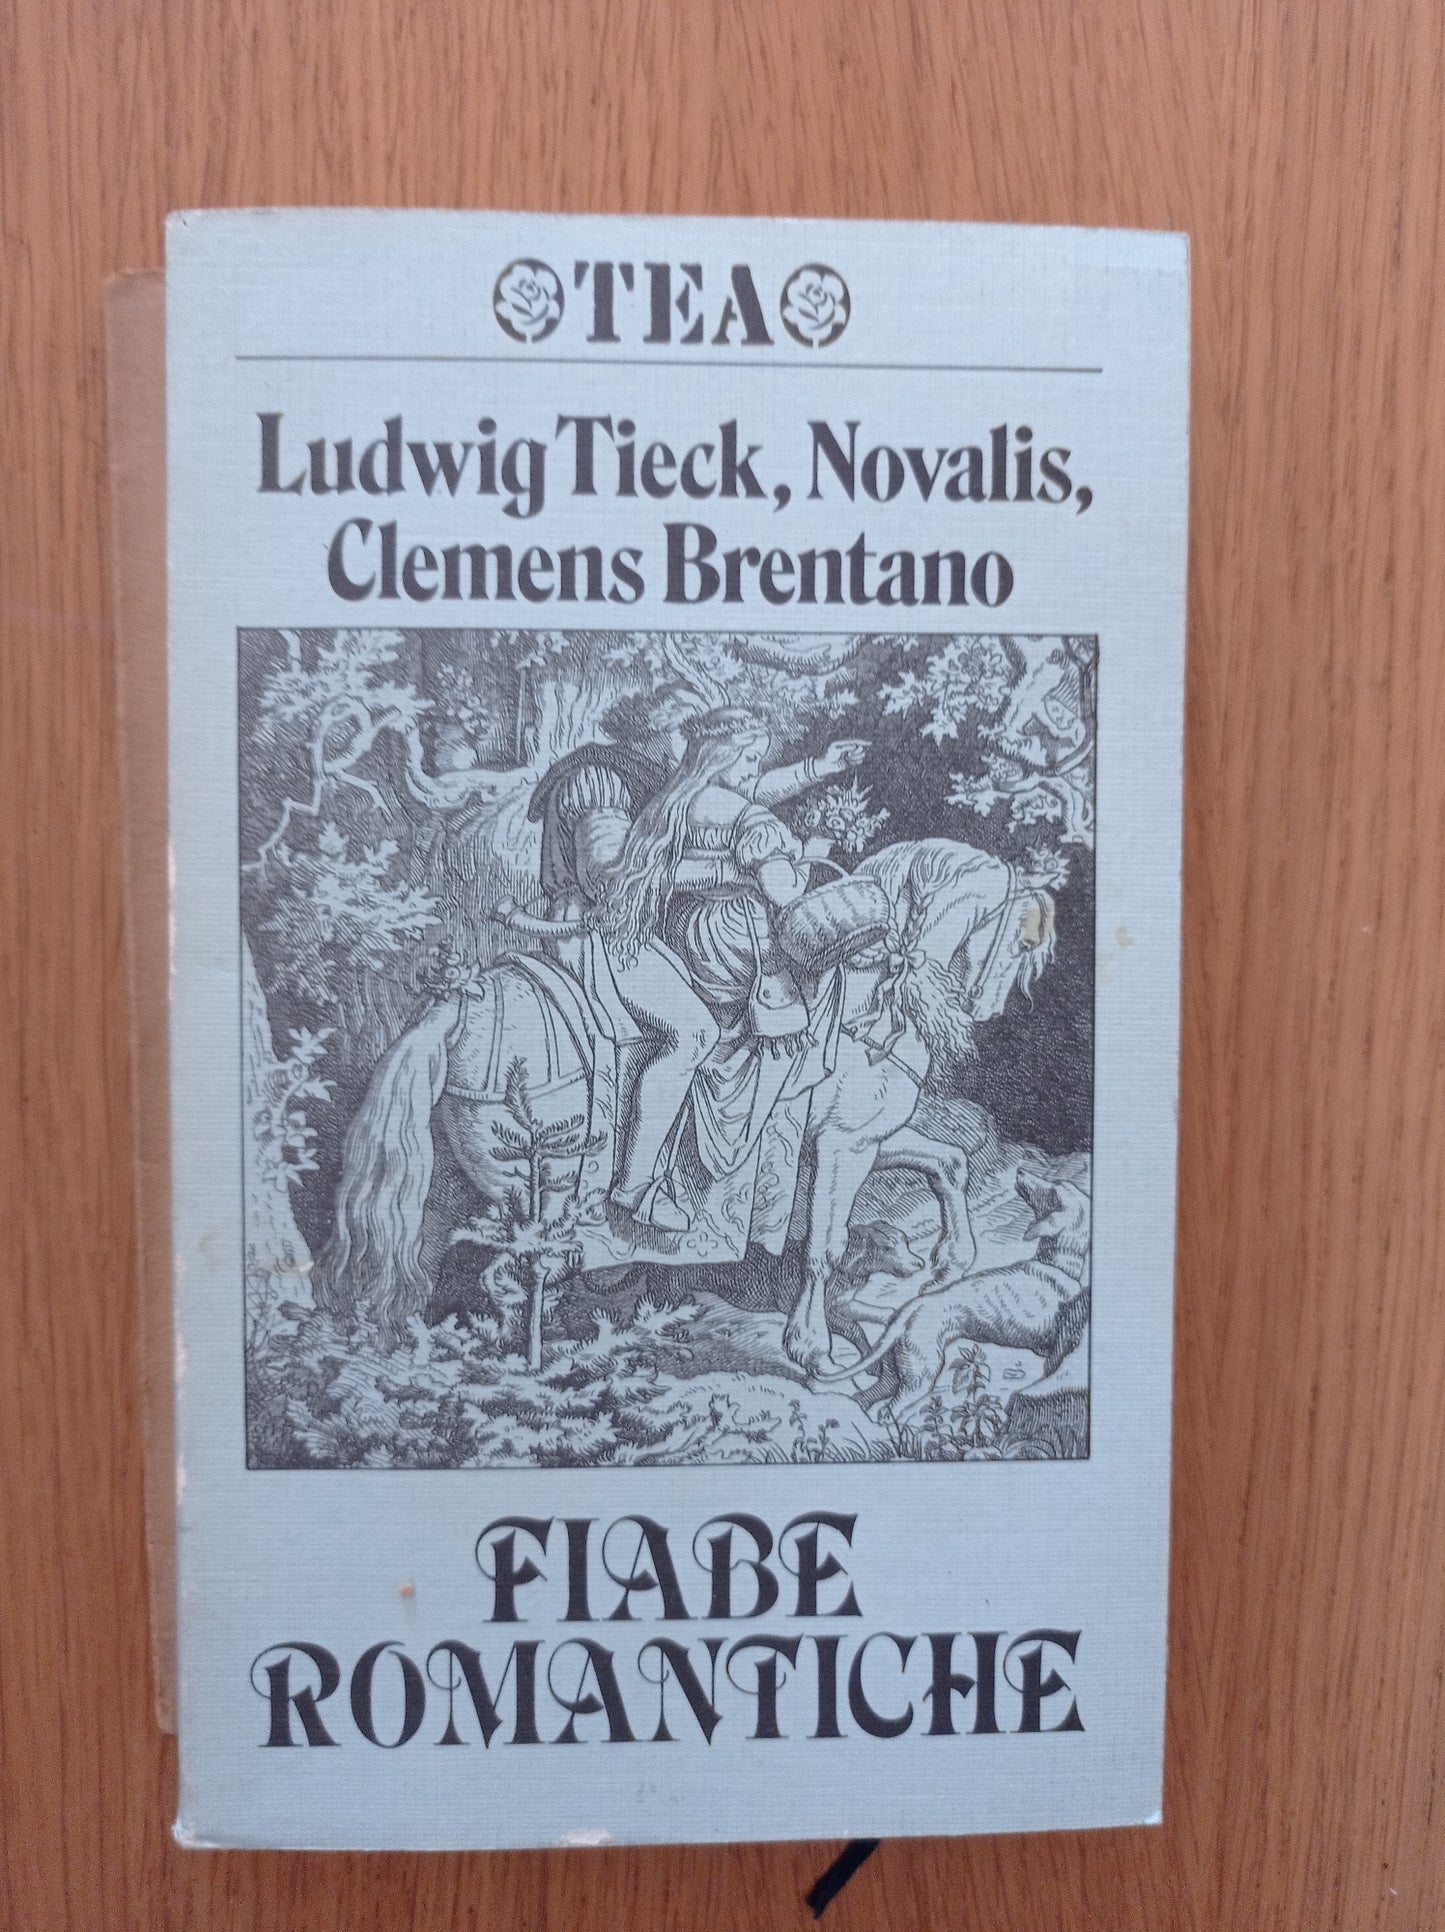 TEA
Ludwig Tieck, Novalis,
Clemens Brentano
FIABE
ROMANTICHE